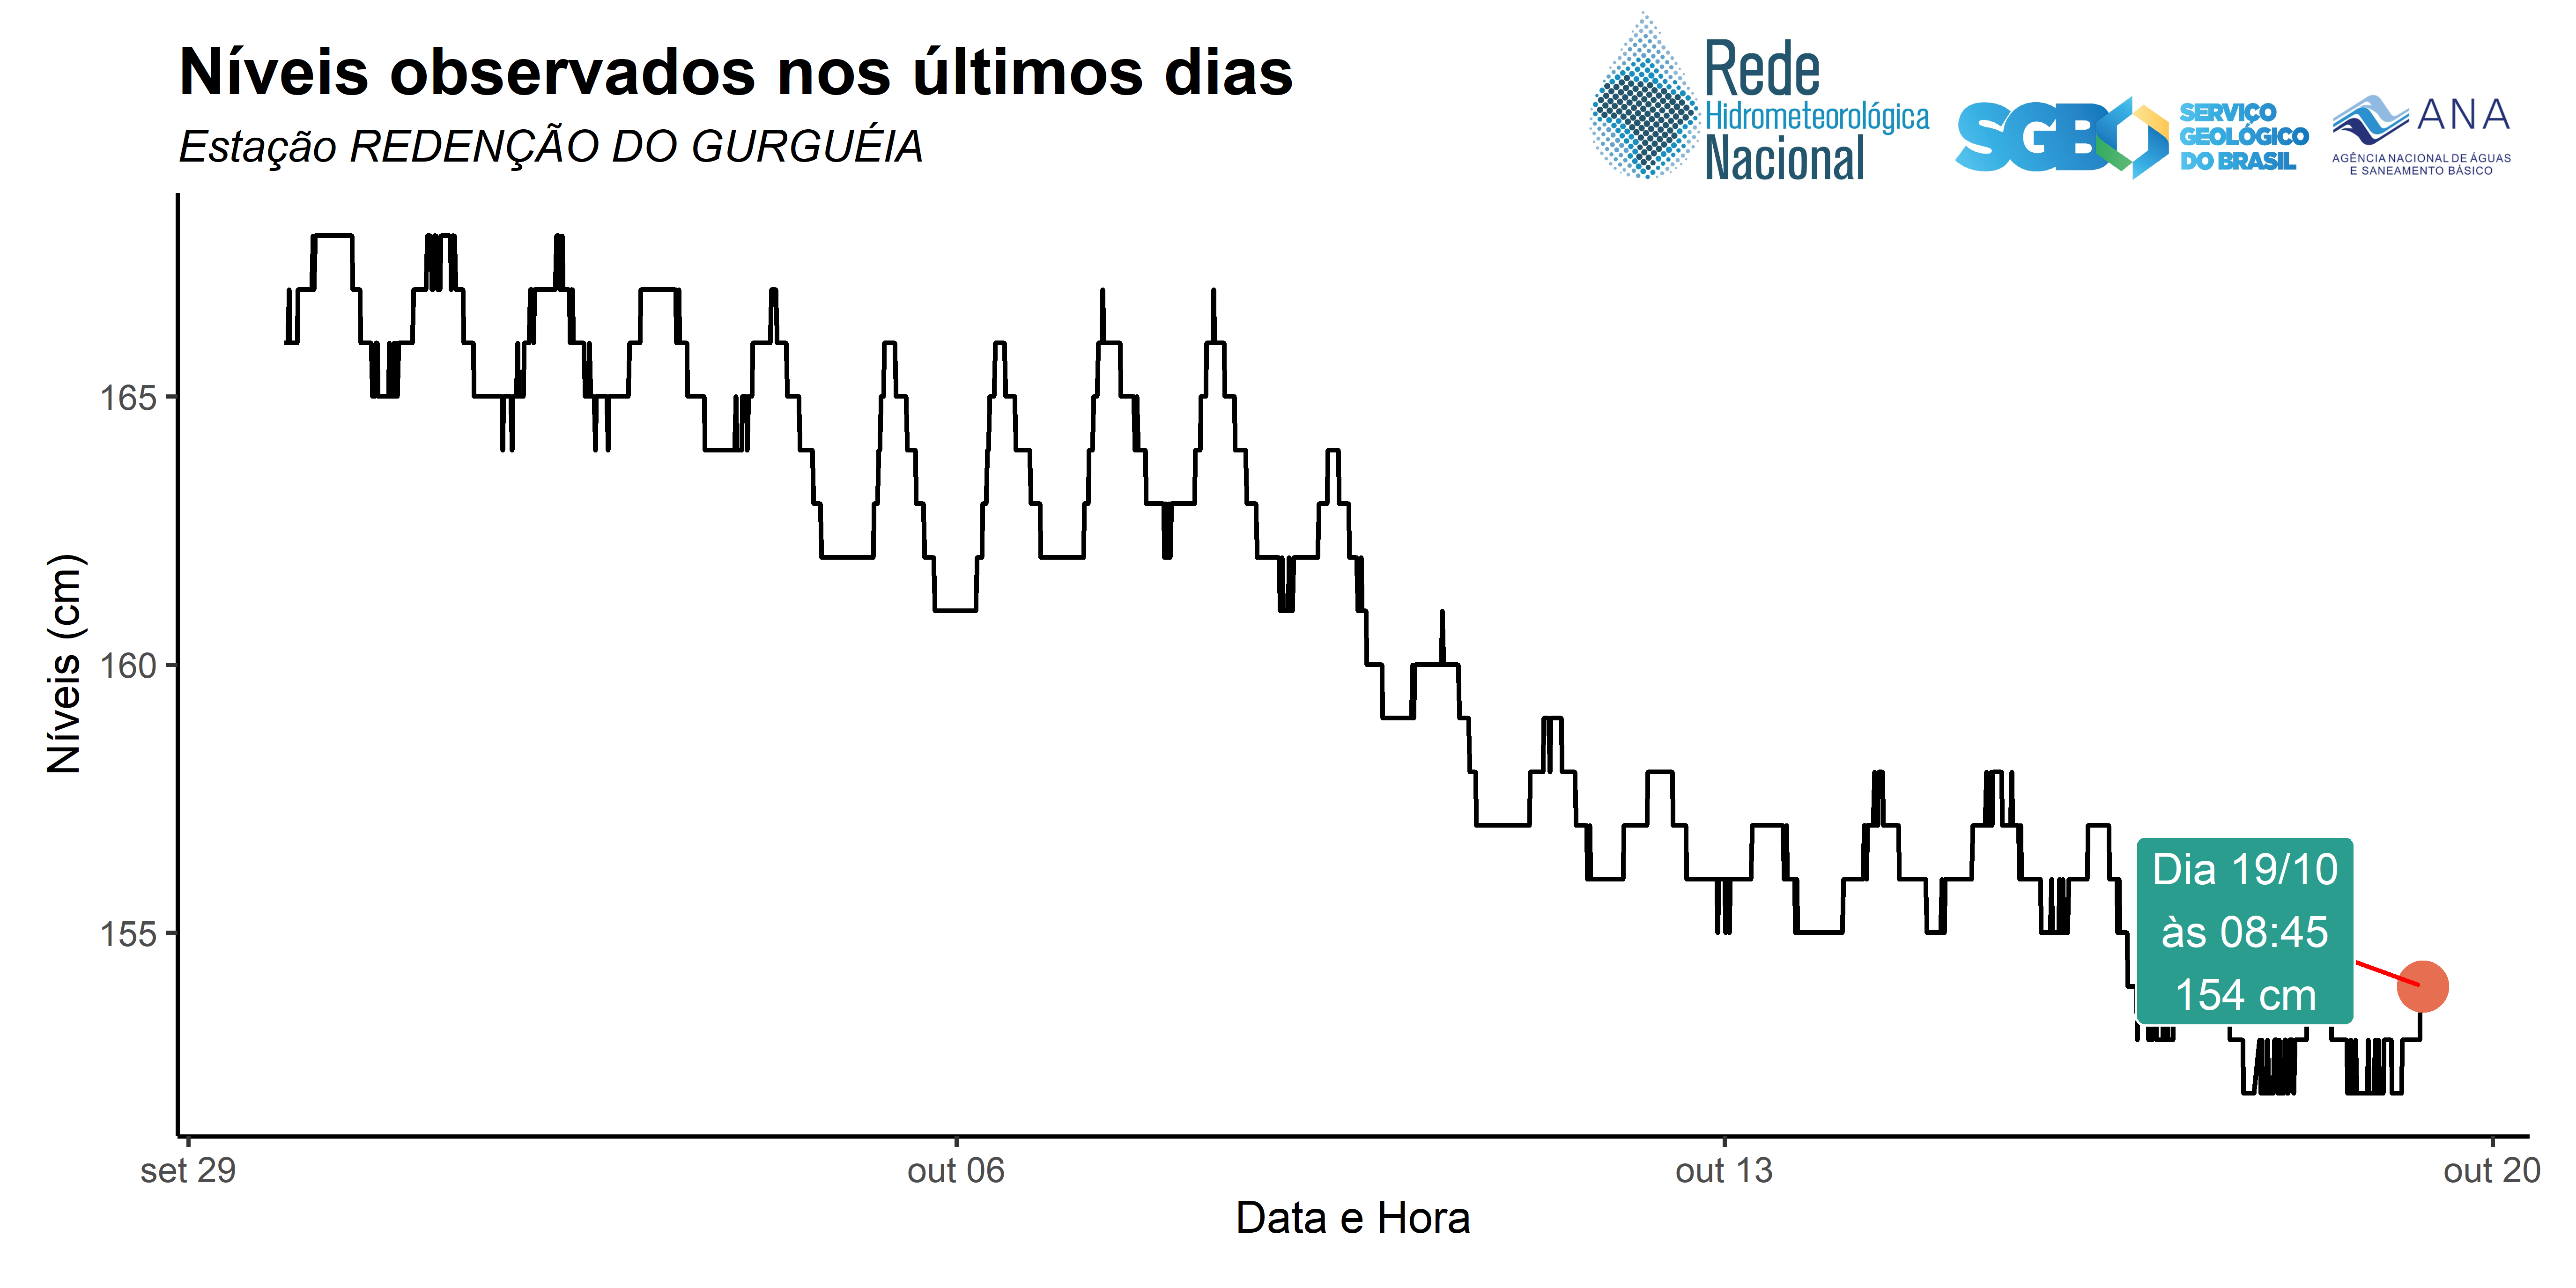 Níveis observados nos últimos dias
Estação REDENÇÃO DO GURGUÉIA
Rede
Hidrometeorológica
Nacional
SGB
SERVIÇO
GEOLÓGICO
DO BRASIL
ANA
AGÊNCIA NACIONAL DE ÁGUAS
E SANEAMENTO BÁSICO
Níveis (cm)
165
160
155
Dia 19/10
às 08:45
154 cm
set 29
out 06
out 13
out 20
Data e Hora